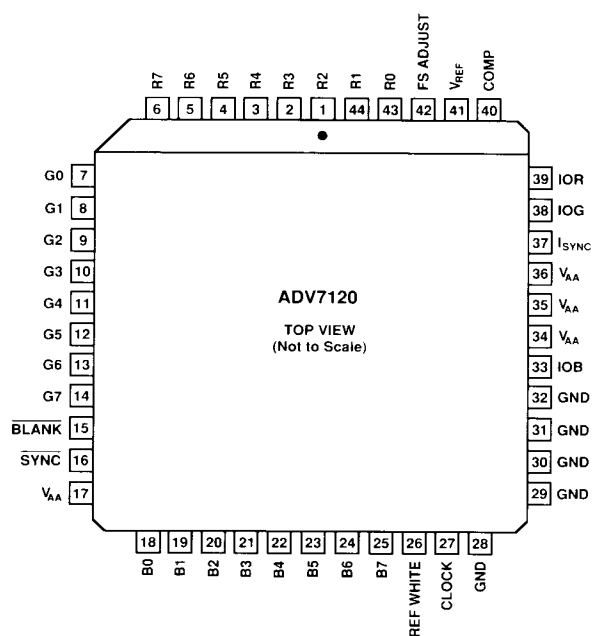 R7
R6
R5
R4
R3
R2
R1
R0
FS ADJUST
VREF
COMP
6
5
4
3
2
1
44
43
42
41
40
G0 7
G1 8
G2 9
G3 10
G4 11
G5 12
G6 13
G7 14
BLANK 15
SYNC 16
VAA 17
ADV7120
TOP VIEW
(Not to Scale)
39 IOR
38 IOG
37 ISYNC
36 VAA
35 VAA
34 VAA
33 IOB
32 GND
31 GND
30 GND
29 GND
18
19
20
21
22
23
24
25
26
27
28
B0
B1
B2
B3
B4
B5
B6
B7
REF WHITE
CLOCK
GND